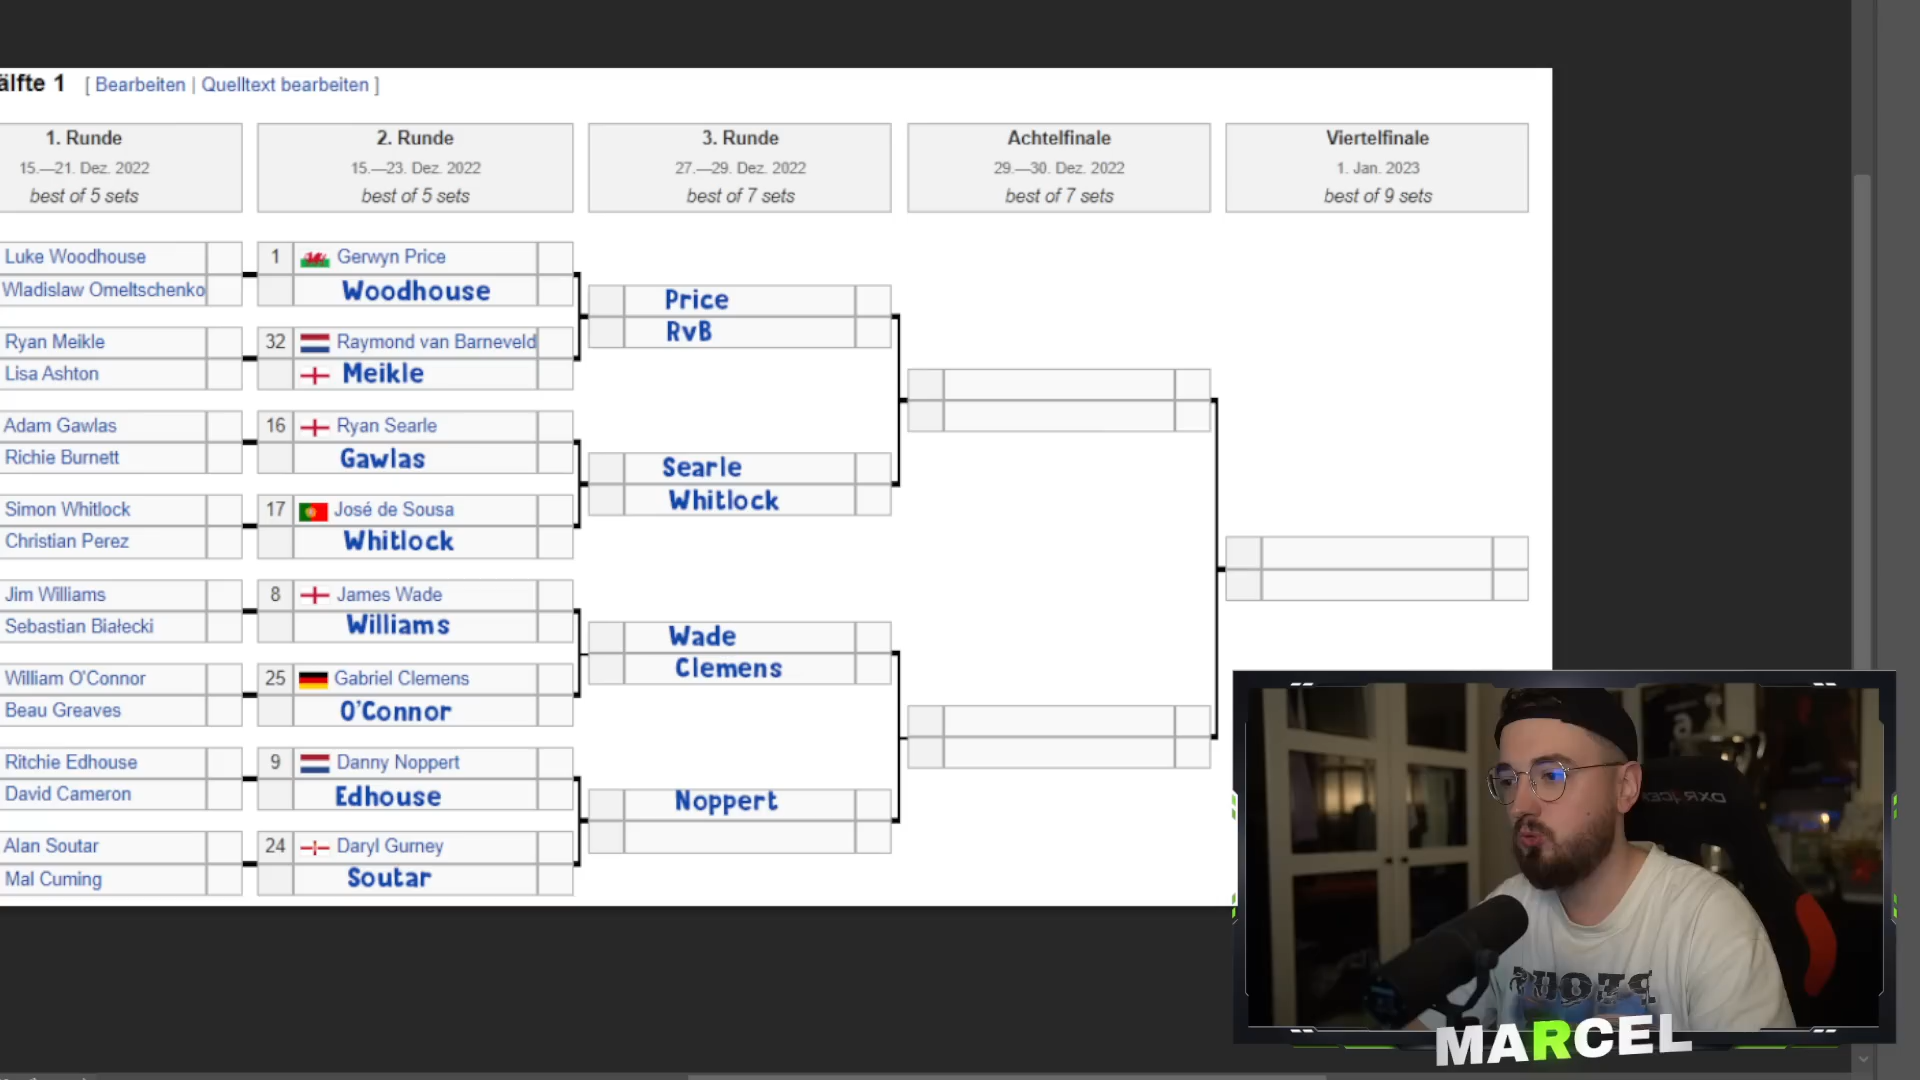 älfte 1 [ Bearbeiten | Quelltext bearbeiten ]
1. Runde
15.—21. Dez. 2022
best of 5 sets
2. Runde
15.—23. Dez. 2022
best of 5 sets
3. Runde
27.—29. Dez. 2022
best of 7 sets
Achtelfinale
29.—30. Dez. 2022
best of 7 sets
Viertelfinale
1. Jan. 2023
best of 9 sets
Luke Woodhouse
Wladislaw Omeltschenko
Ryan Meikle
Lisa Ashton
Adam Gawlas
Richie Burnett
Simon Whitlock
Christian Perez
Jim Williams
Sebastian Białecki
William O'Connor
Beau Greaves
Ritchie Edhouse
David Cameron
Alan Soutar
Mal Cuming
1 Gerwyn Price
Woodhouse
32 Raymond van Barneveld
Meikle
16 Ryan Searle
Gawlas
17 José de Sousa
Whitlock
8 James Wade
Williams
25 Gabriel Clemens
O'Connor
9 Danny Noppert
Edhouse
24 Daryl Gurney
Soutar
Price
RvB
Searle
Whitlock
Wade
Clemens
Noppert
MARCEL